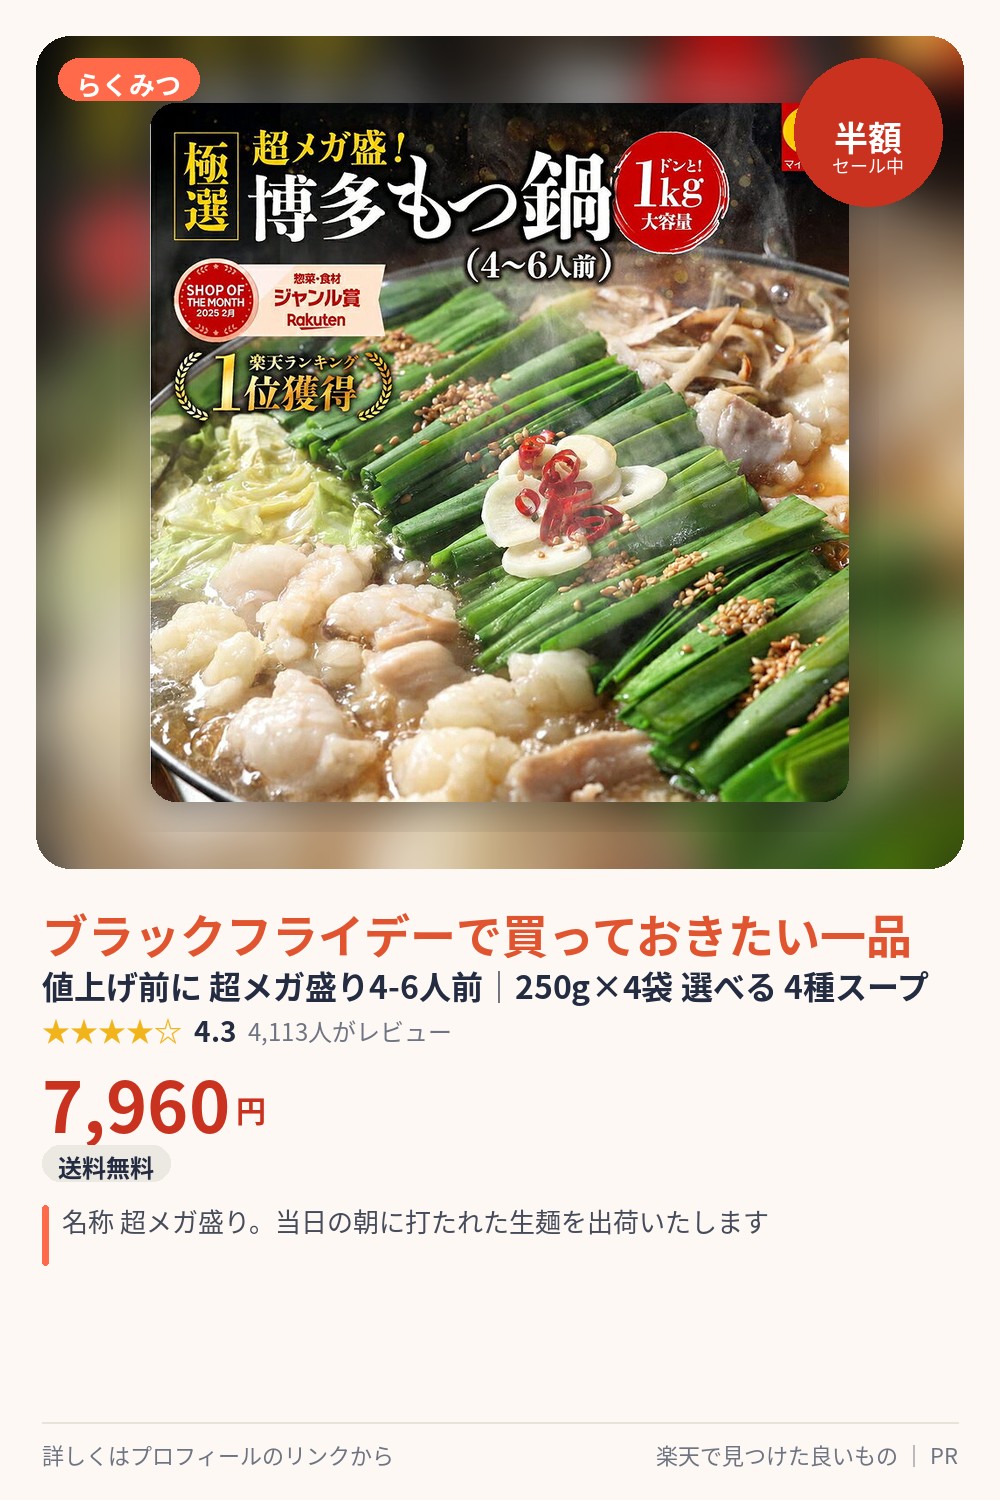 らくみつ
半額
セール中
極選
超メガ盛!
博多もつ鍋
ドンと!
1kg
大容量
(4〜6人前)
マイ
SHOP OF
THE MONTH
2025 2月
惣菜・食材
ジャンル賞
Rakuten
楽天ランキング
1位獲得
ブラックフライデーで買っておきたい一品
値上げ前に 超メガ盛り4-6人前｜250g×4袋 選べる 4種スープ
★★★★☆ 4.3 4,113人がレビュー
7,960円
送料無料
名称 超メガ盛り。当日の朝に打たれた生麺を出荷いたします
詳しくはプロフィールのリンクから
楽天で見つけた良いもの ｜ PR